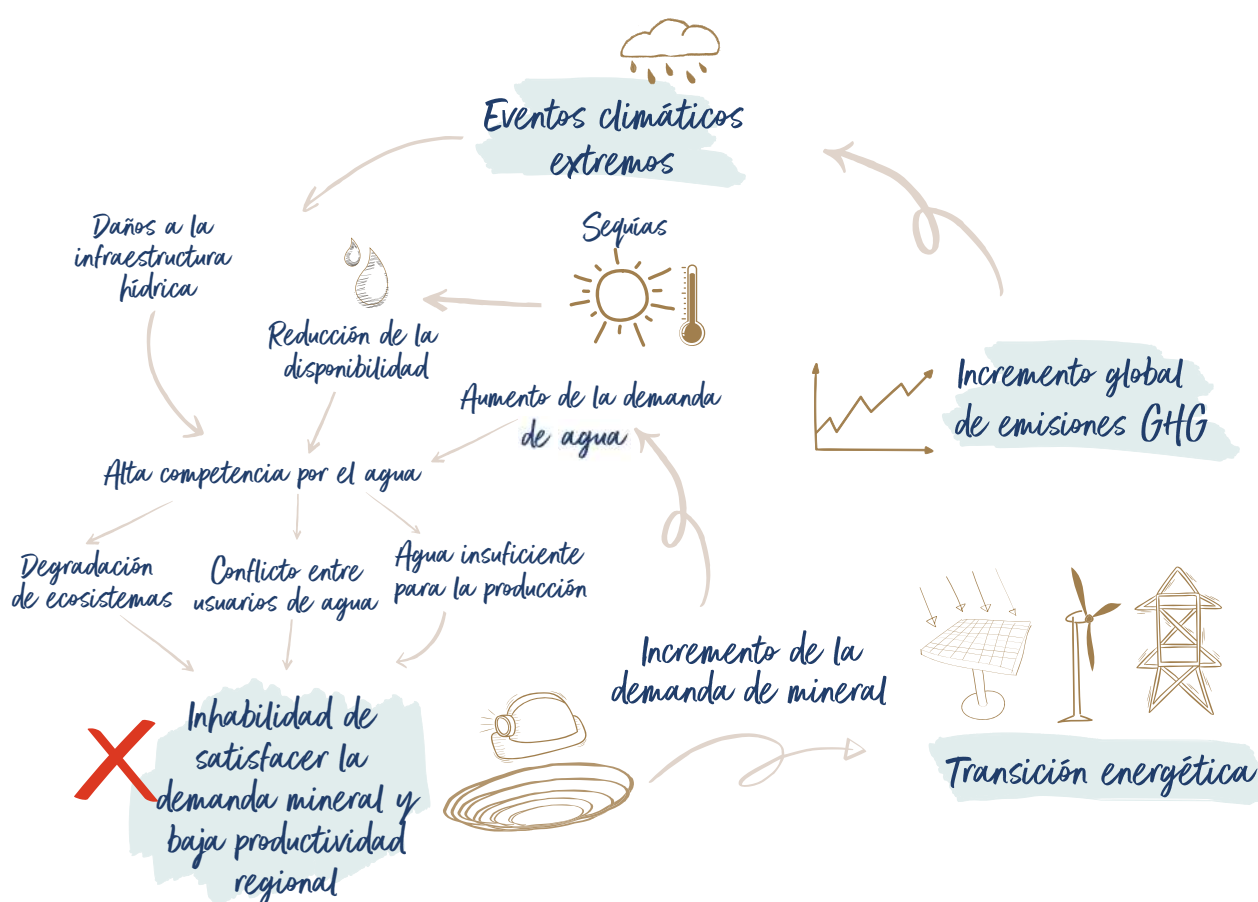 Eventos climáticos
extremos
Daños a la
infraestructura
hídrica
Sequías
Reducción de la
disponibilidad
Aumento de la demanda
de agua
Incremento global
de emisiones GHG
Alta competencia por el agua
Degradación
de ecosistemas
Conflicto entre
usuarios de agua
Agua insuficiente
para la producción
Incremento de la
demanda de mineral
Transición energética
Inhabilidad de
satisfacer la
demanda mineral y
baja productividad
regional